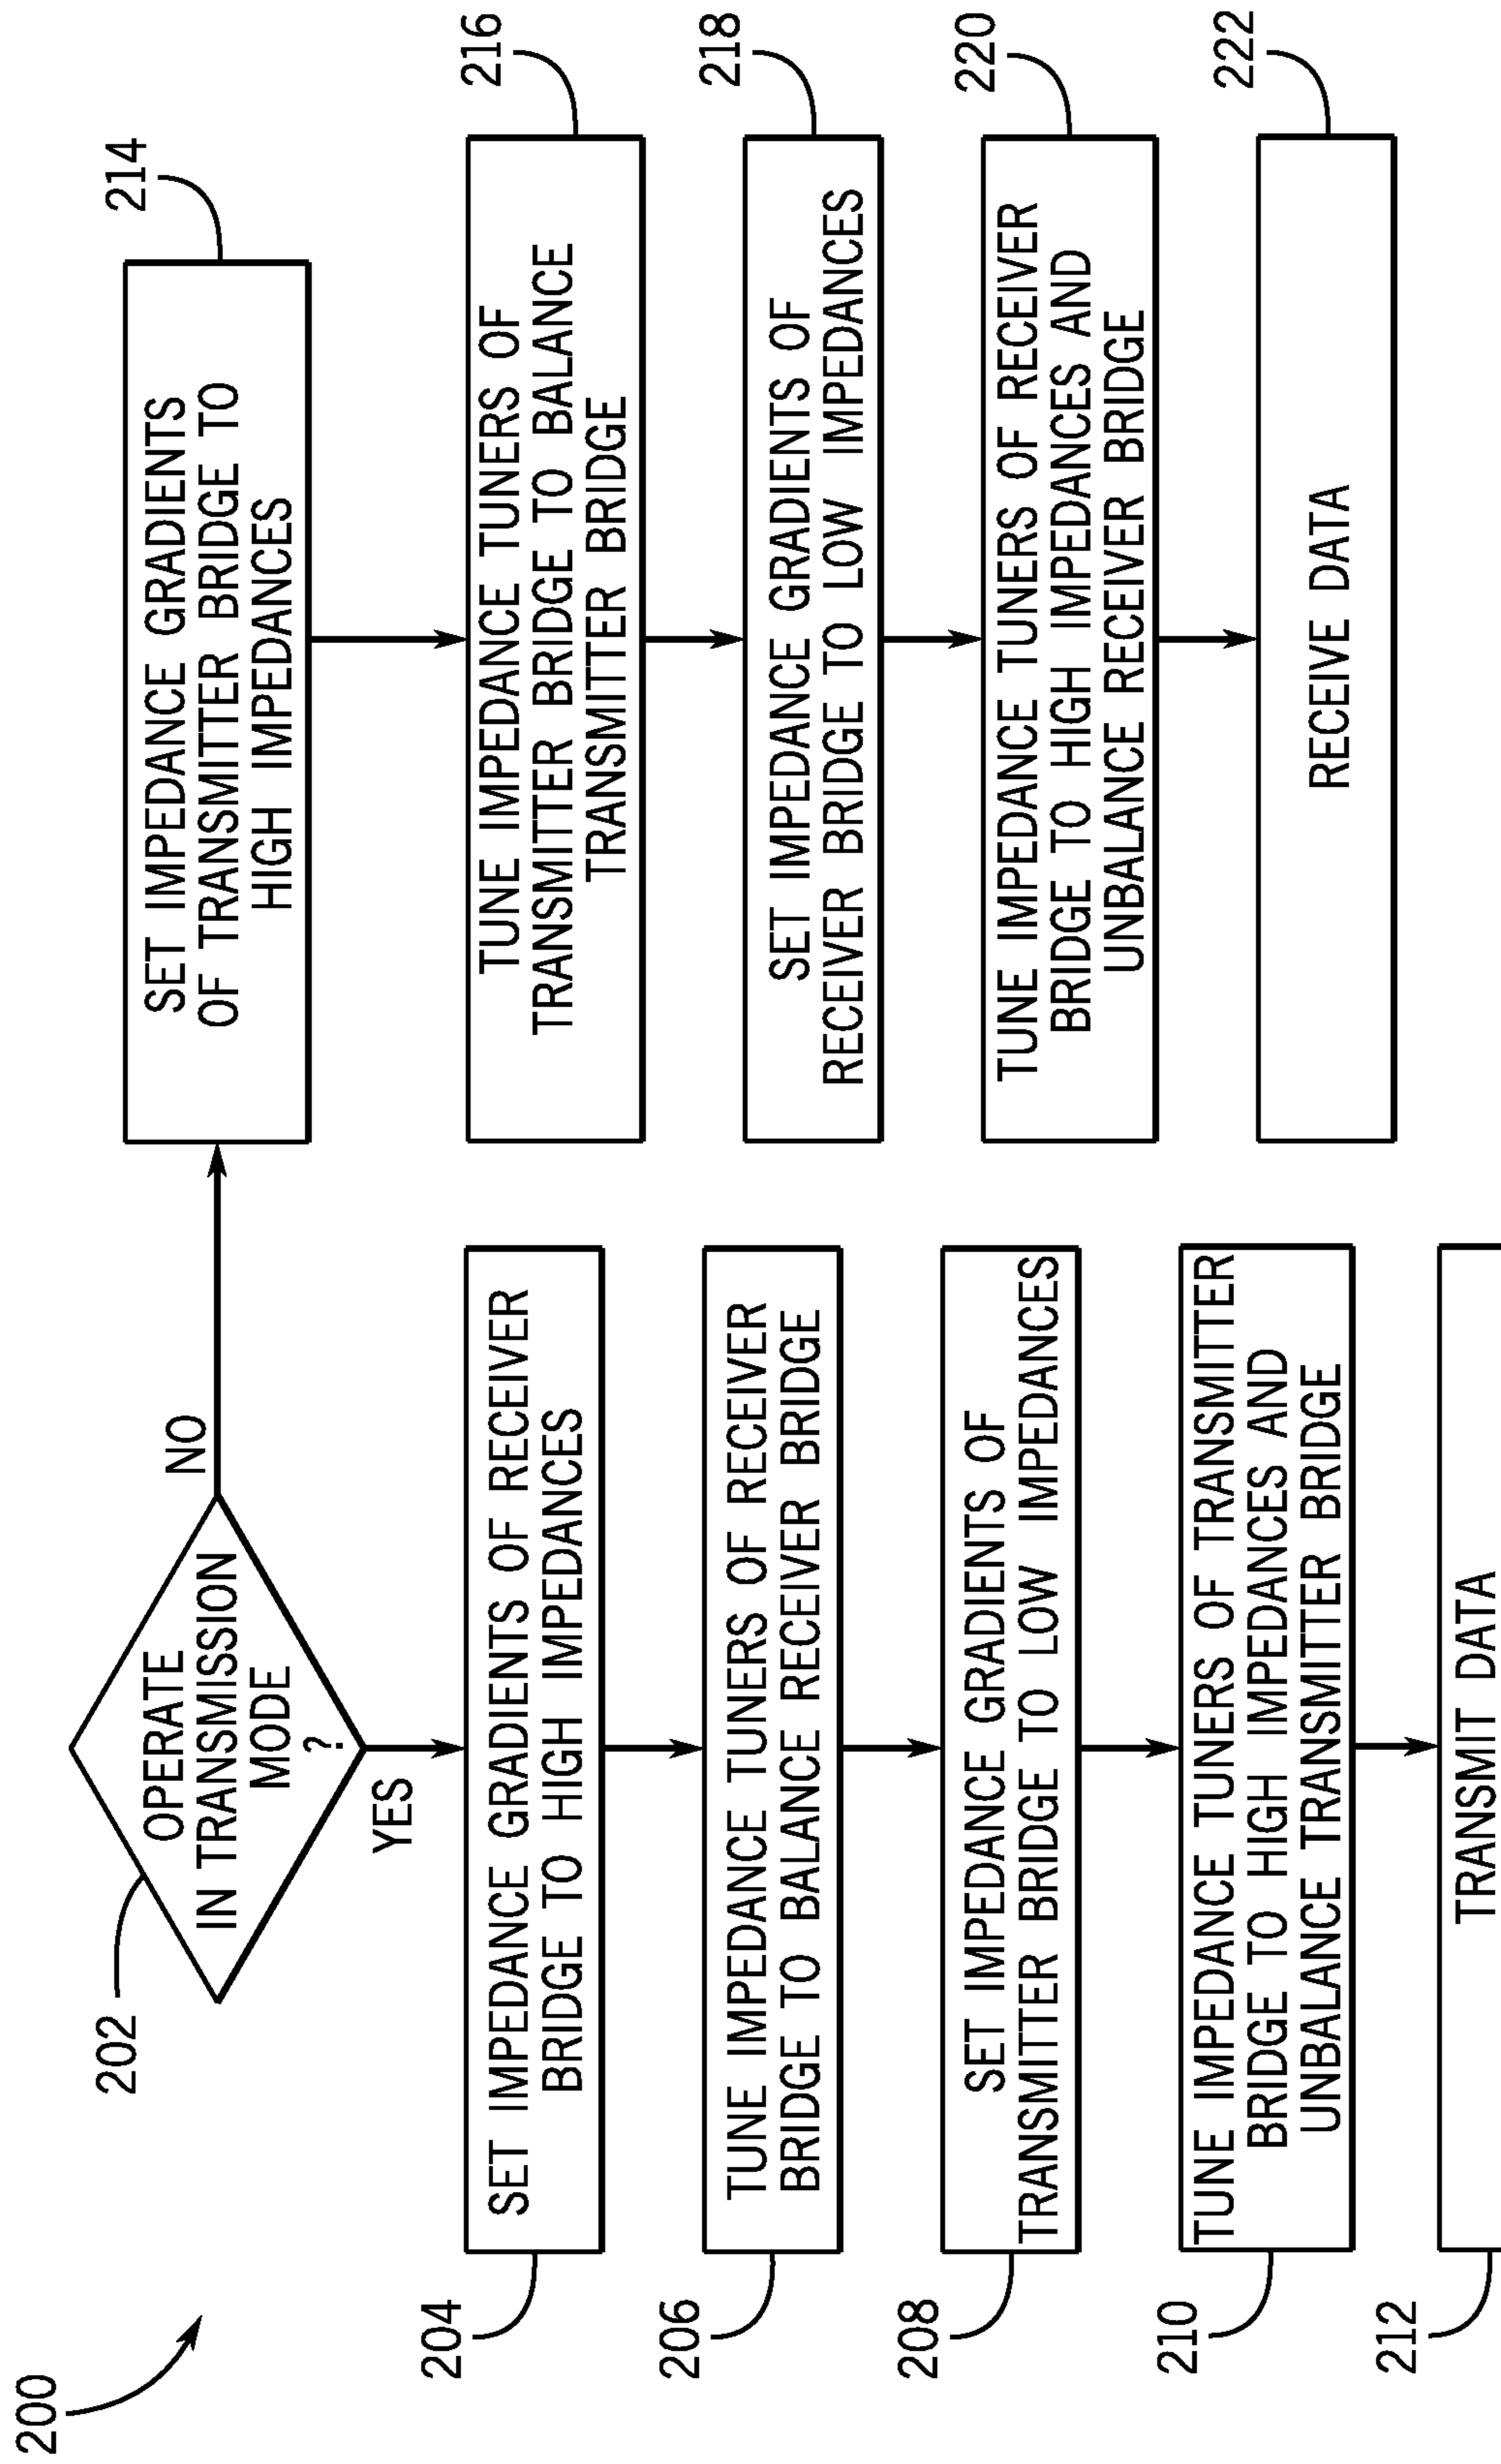 200
202
OPERATE
IN TRANSMISSION
MODE
?
NO
YES
204
SET IMPEDANCE GRADIENTS OF RECEIVER
BRIDGE TO HIGH IMPEDANCES
206
TUNE IMPEDANCE TUNERS OF RECEIVER
BRIDGE TO BALANCE RECEIVER BRIDGE
208
SET IMPEDANCE GRADIENTS OF
TRANSMITTER BRIDGE TO LOW IMPEDANCES
210
TUNE IMPEDANCE TUNERS OF TRANSMITTER
BRIDGE TO HIGH IMPEDANCES AND
UNBALANCE TRANSMITTER BRIDGE
212
TRANSMIT DATA
214
SET IMPEDANCE GRADIENTS
OF TRANSMITTER BRIDGE TO
HIGH IMPEDANCES
216
TUNE IMPEDANCE TUNERS OF
TRANSMITTER BRIDGE TO BALANCE
TRANSMITTER BRIDGE
218
SET IMPEDANCE GRADIENTS OF
RECEIVER BRIDGE TO LOW IMPEDANCES
220
TUNE IMPEDANCE TUNERS OF RECEIVER
BRIDGE TO HIGH IMPEDANCES AND
UNBALANCE RECEIVER BRIDGE
222
RECEIVE DATA